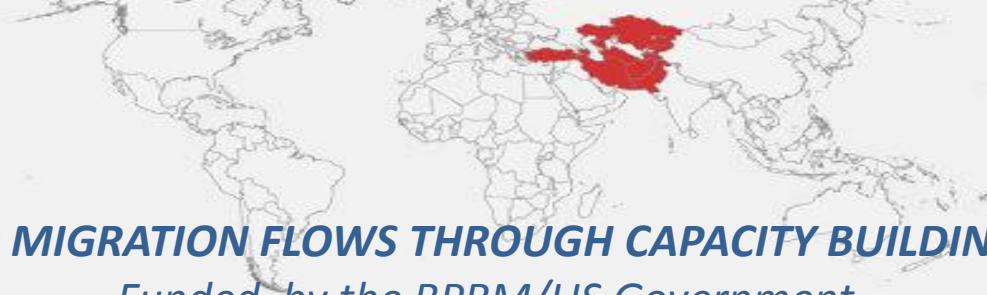 MIGRATION FLOWS THROUGH CAPACITY BUILDIN
Funded by the BPRM/US Government